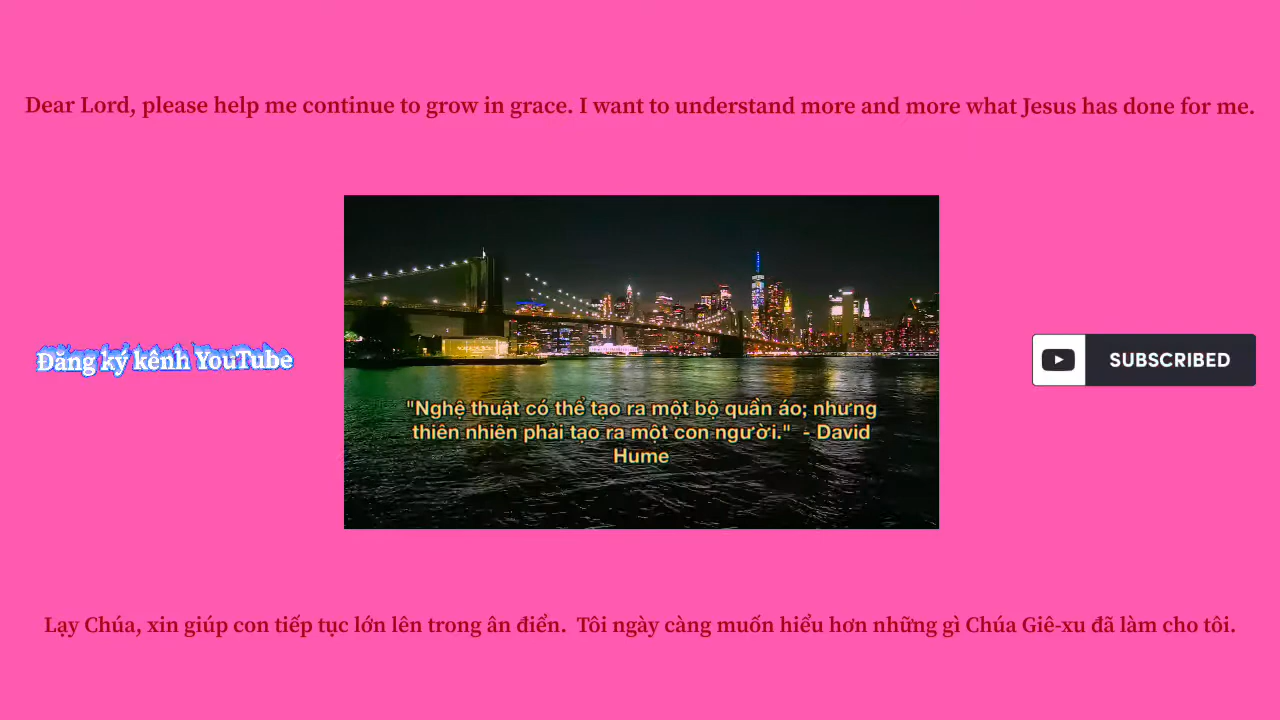 Dear Lord, please help me continue to grow in grace. I want to understand more and more what Jesus has done for me.
Đăng ký kênh YouTube
SUBSCRIBED
"Nghệ thuật có thể tạo ra một bộ quần áo; nhưng
thiên nhiên phải tạo ra một con người." - David
Hume
Lạy Chúa, xin giúp con tiếp tục lớn lên trong ân điển. Tôi ngày càng muốn hiểu hơn những gì Chúa Giê-xu đã làm cho tôi.